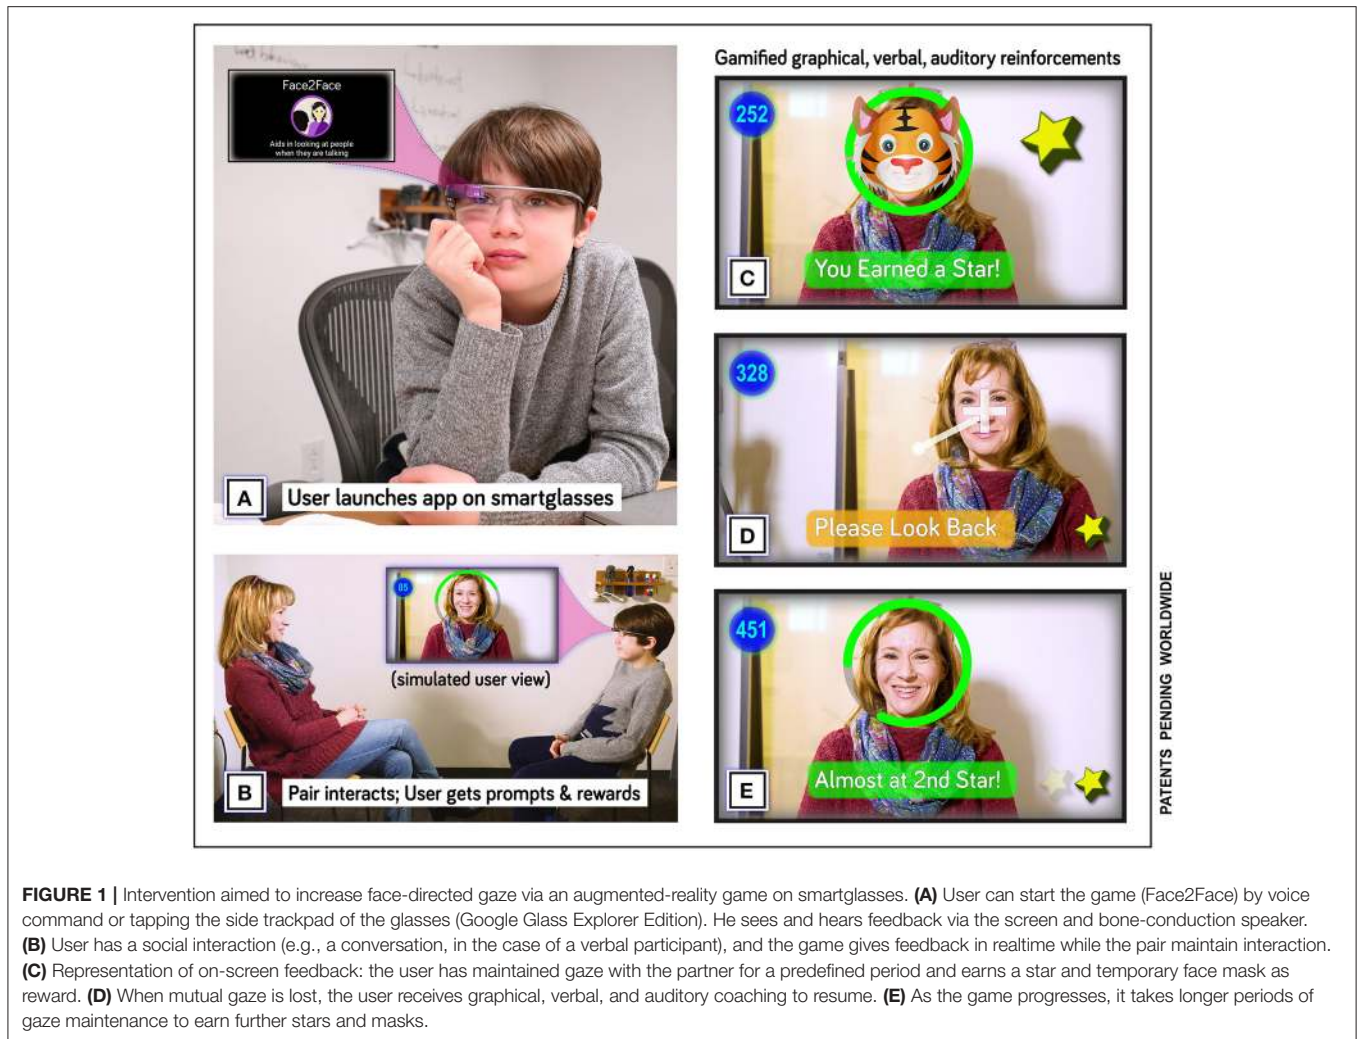 Face2Face
Aids in looking at people
when they are talking
A
User launches app on smartglasses
85
(simulated user view)
B
Pair interacts; User gets prompts & rewards
Gamified graphical, verbal, auditory reinforcements
252
You Earned a Star!
C
328
Please Look Back
D
451
Almost at 2nd Star!
E
PATENTS PENDING WORLDWIDE
FIGURE 1 | Intervention aimed to increase face-directed gaze via an augmented-reality game on smartglasses. (A) User can start the game (Face2Face) by voice
command or tapping the side trackpad of the glasses (Google Glass Explorer Edition). He sees and hears feedback via the screen and bone-conduction speaker.
(B) User has a social interaction (e.g., a conversation, in the case of a verbal participant), and the game gives feedback in realtime while the pair maintain interaction.
(C) Representation of on-screen feedback: the user has maintained gaze with the partner for a predefined period and earns a star and temporary face mask as
reward. (D) When mutual gaze is lost, the user receives graphical, verbal, and auditory coaching to resume. (E) As the game progresses, it takes longer periods of
gaze maintenance to earn further stars and masks.